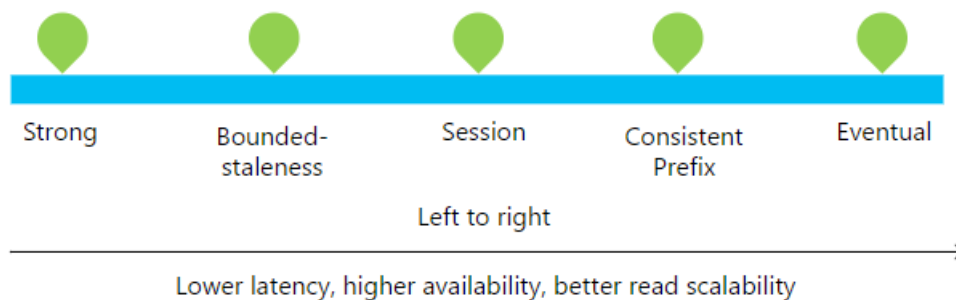 Strong
Bounded-
staleness
Session
Consistent
Prefix
Eventual
Left to right
Lower latency, higher availability, better read scalability